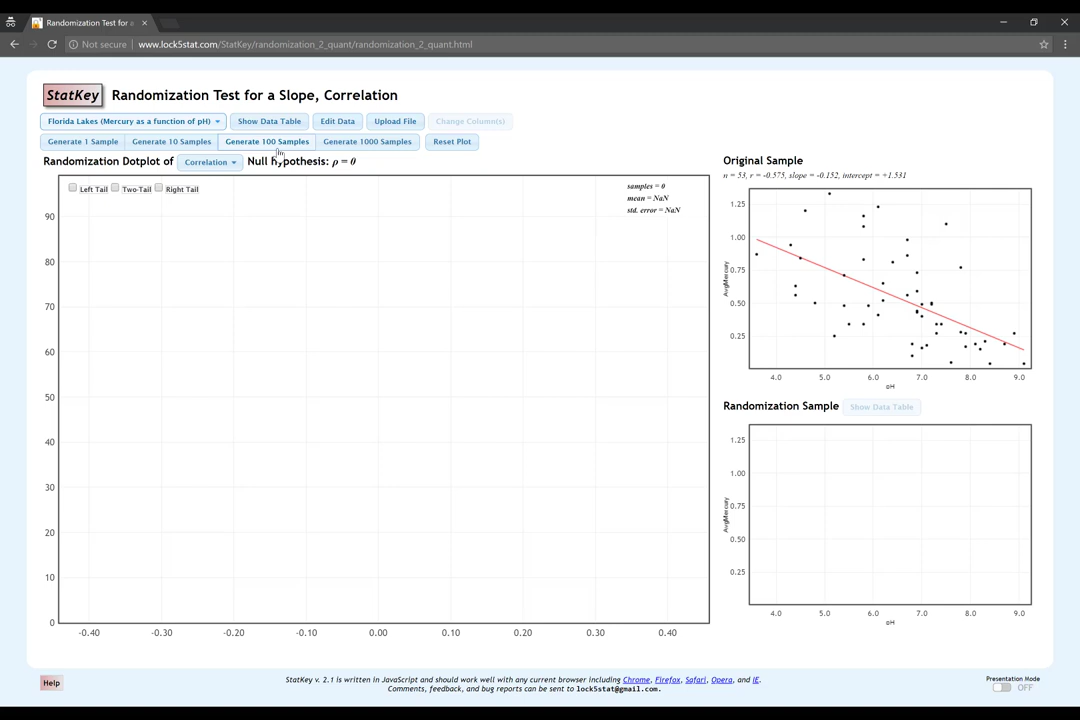 Randomization Test for a
Not secure www.lock5stat.com/StatKey/randomization_2_quant/randomization_2_quant.html
StatKey Randomization Test for a Slope, Correlation
Florida Lakes (Mercury as a function of pH) Show Data Table Edit Data Upload File Change Column(s)
Generate 1 Sample Generate 10 Samples Generate 100 Samples Generate 1000 Samples Reset Plot
Randomization Dotplot of Correlation Null hypothesis: ρ = 0
Left Tail Two-Tail Right Tail
samples = 0
mean = NaN
std. error = NaN
90
80
70
60
50
40
30
20
10
0
-0.40 -0.30 -0.20 -0.10 0.00 0.10 0.20 0.30 0.40
Original Sample
n = 53, r = -0.575, slope = -0.152, intercept = +1.531
1.25
1.00
0.75
0.50
0.25
AvgMercury
4.0 5.0 6.0 7.0 8.0 9.0
pH
Randomization Sample Show Data Table
1.25
1.00
0.75
0.50
0.25
AvgMercury
4.0 5.0 6.0 7.0 8.0 9.0
pH
Help
StatKey v. 2.1 is written in JavaScript and should work well with any current browser including Chrome, Firefox, Safari, Opera, and IE.
Comments, feedback, and bug reports can be sent to lock5stat@gmail.com.
Presentation Mode
OFF